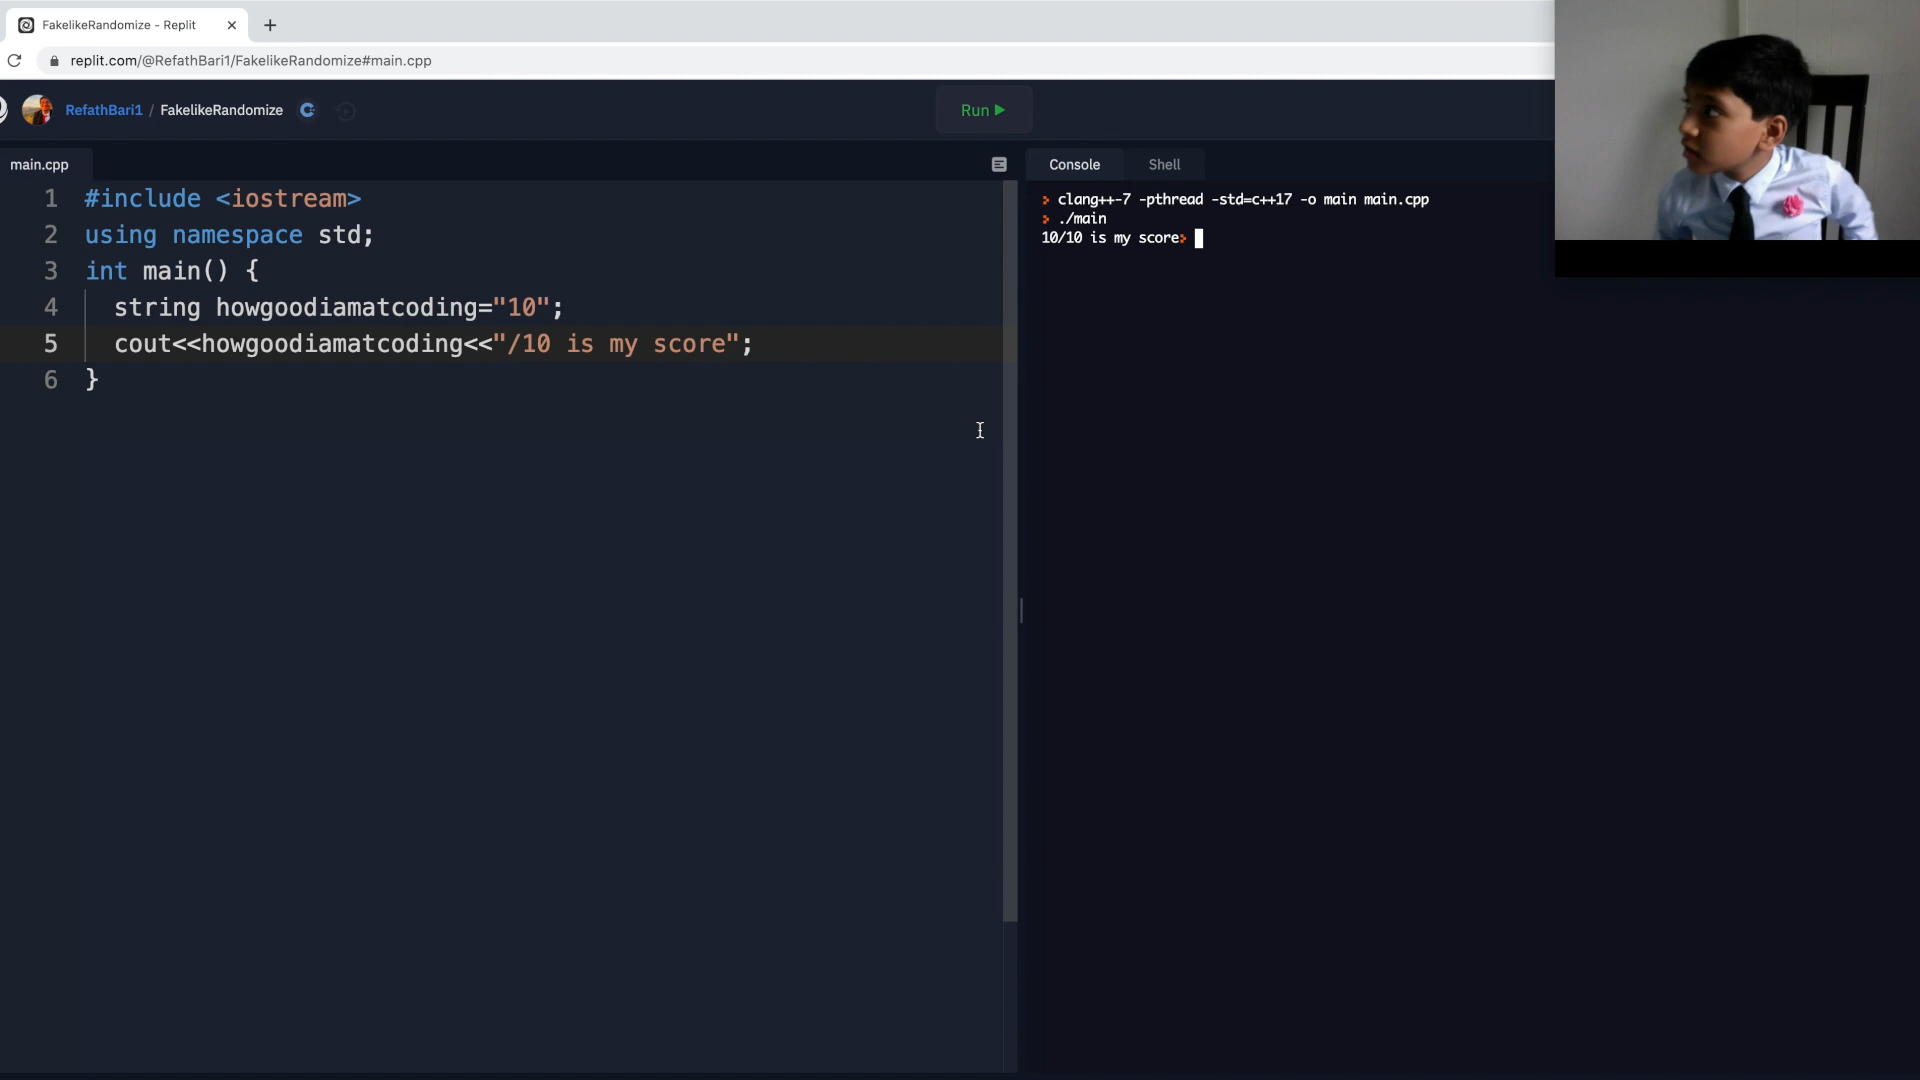 FakelikeRandomize - Replit
replit.com/@RefathBari1/FakelikeRandomize#main.cpp
RefathBari1 / FakelikeRandomize
Run
main.cpp
1 #include <iostream>
2 using namespace std;
3 int main() {
4 string howgoodiamatcoding="10";
5 cout<<howgoodiamatcoding<<"/10 is my score";
6 }
Console Shell
clang++-7 -pthread -std=c++17 -o main main.cpp
./main
10/10 is my score